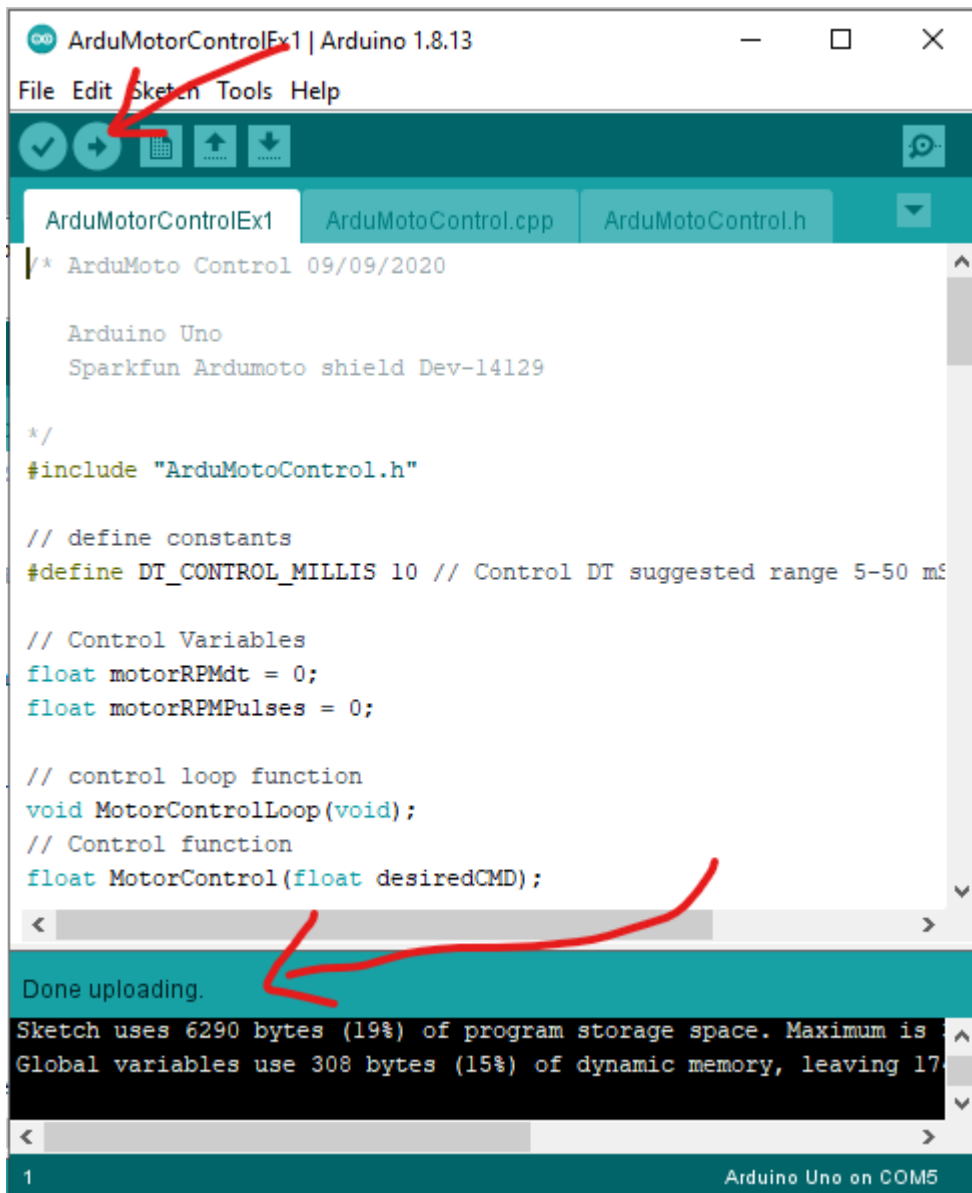 ArduMotorControlEx1 | Arduino 1.8.13
File Edit Sketch Tools Help
ArduMotorControlEx1 ArduMotoControl.cpp ArduMotoControl.h
/* ArduMoto Control 09/09/2020
Arduino Uno
Sparkfun Ardumoto shield Dev-14129
*/
#include "ArduMotoControl.h"
// define constants
#define DT_CONTROL_MILLIS 10 // Control DT suggested range 5-50 mS
// Control Variables
float motorRPMdt = 0;
float motorRPMPulses = 0;
// control loop function
void MotorControlLoop(void);
// Control function
float MotorControl(float desiredCMD);
Done uploading.
Sketch uses 6290 bytes (19%) of program storage space. Maximum is
Global variables use 308 bytes (15%) of dynamic memory, leaving 17
1 Arduino Uno on COM5